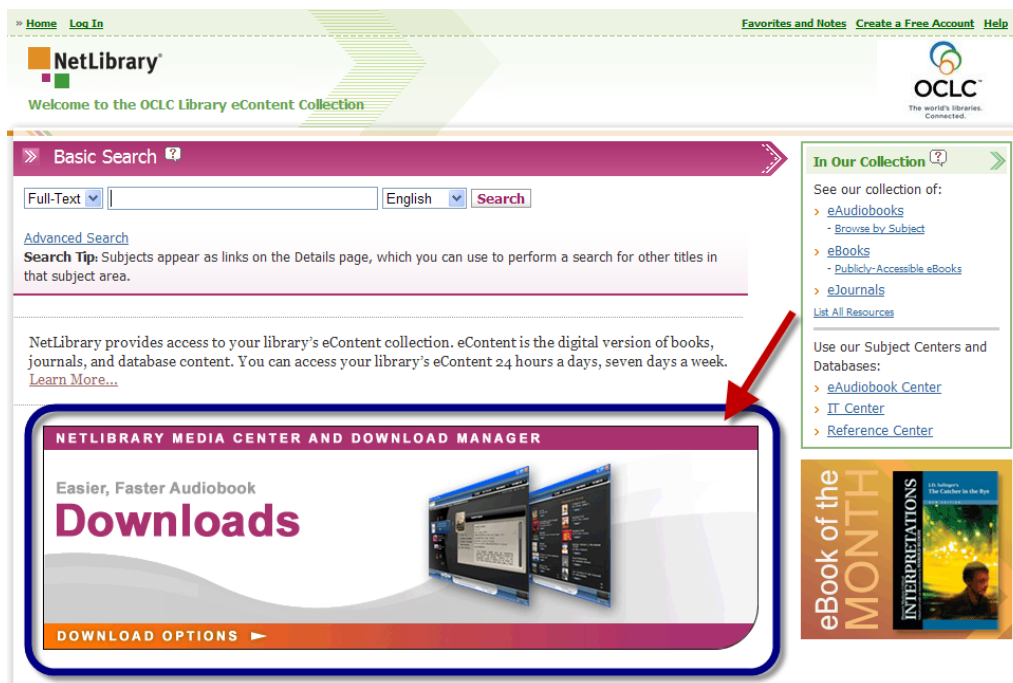 » Home Log In
Favorites and Notes Create a Free Account Help
NetLibrary®
Welcome to the OCLC Library eContent Collection
OCLC™
The world's libraries.
Connected.
Basic Search ?
Full-Text English Search
Advanced Search
Search Tip: Subjects appear as links on the Details page, which you can use to perform a search for other titles in
that subject area.
NetLibrary provides access to your library's eContent collection. eContent is the digital version of books,
journals, and database content. You can access your library's eContent 24 hours a days, seven days a week.
Learn More...
NETLIBRARY MEDIA CENTER AND DOWNLOAD MANAGER
Easier, Faster Audiobook
Downloads
DOWNLOAD OPTIONS ►
In Our Collection ?
See our collection of:
› eAudiobooks
- Browse by Subject
› eBooks
- Publicly-Accessible eBooks
› eJournals
List All Resources
Use our Subject Centers and
Databases:
› eAudiobook Center
› IT Center
› Reference Center
eBook of the
MONTH
INTERPRETATIONS
J.D. Salinger's
The Catcher in the Rye
NEW EDITION